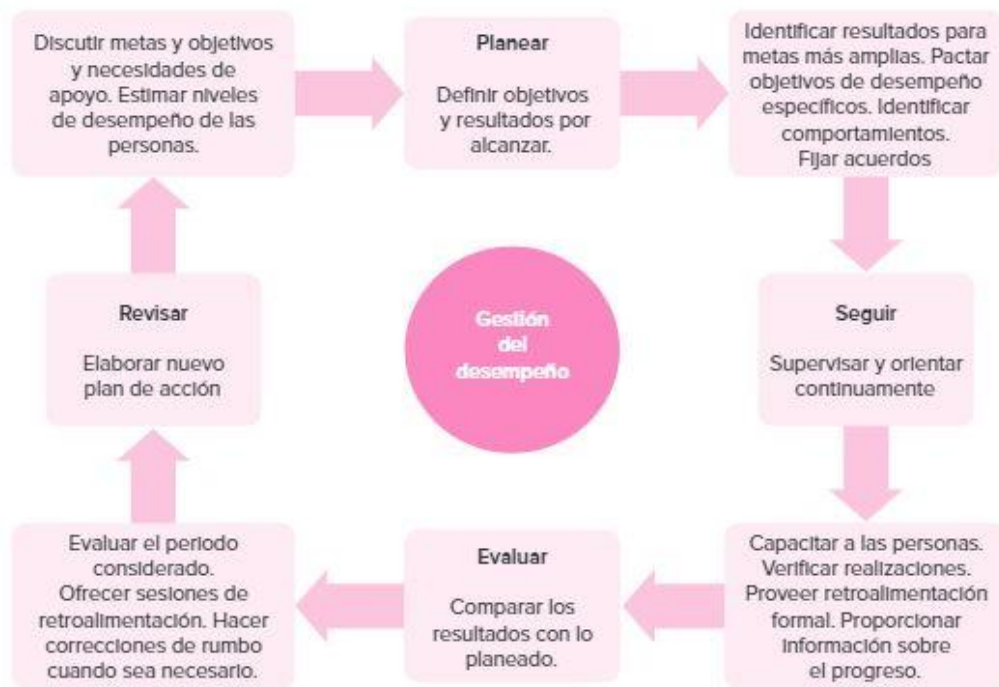 Discutir metas y objetivos
y necesidades de
apoyo. Estimar niveles
de desempeño de las
personas.
Planear
Definir objetivos
y resultados por
alcanzar.
Identificar resultados para
metas más amplias. Pactar
objetivos de desempeño
específicos. Identificar
comportamientos.
Fijar acuerdos
Revisar
Elaborar nuevo
plan de acción
Gestión
del
desempeño
Seguir
Supervisar y orientar
continuamente
Evaluar el periodo
considerado.
Ofrecer sesiones de
retroalimentación. Hacer
correcciones de rumbo
cuando sea necesario.
Evaluar
Comparar los
resultados con lo
planeado.
Capacitar a las personas.
Verificar realizaciones.
Proveer retroalimentación
formal. Proporcionar
información sobre
el progreso.